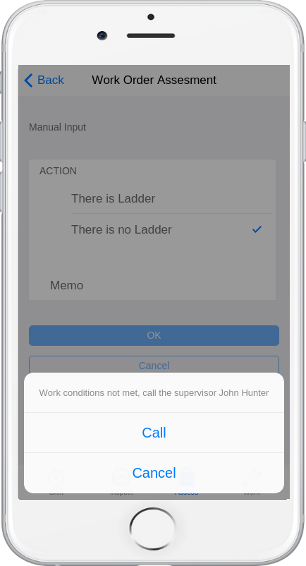 Back Work Order Assesment
Manual Input
ACTION
There is Ladder
There is no Ladder
Memo
OK
Cancel
Work conditions not met, call the supervisor John Hunter
Call
Cancel